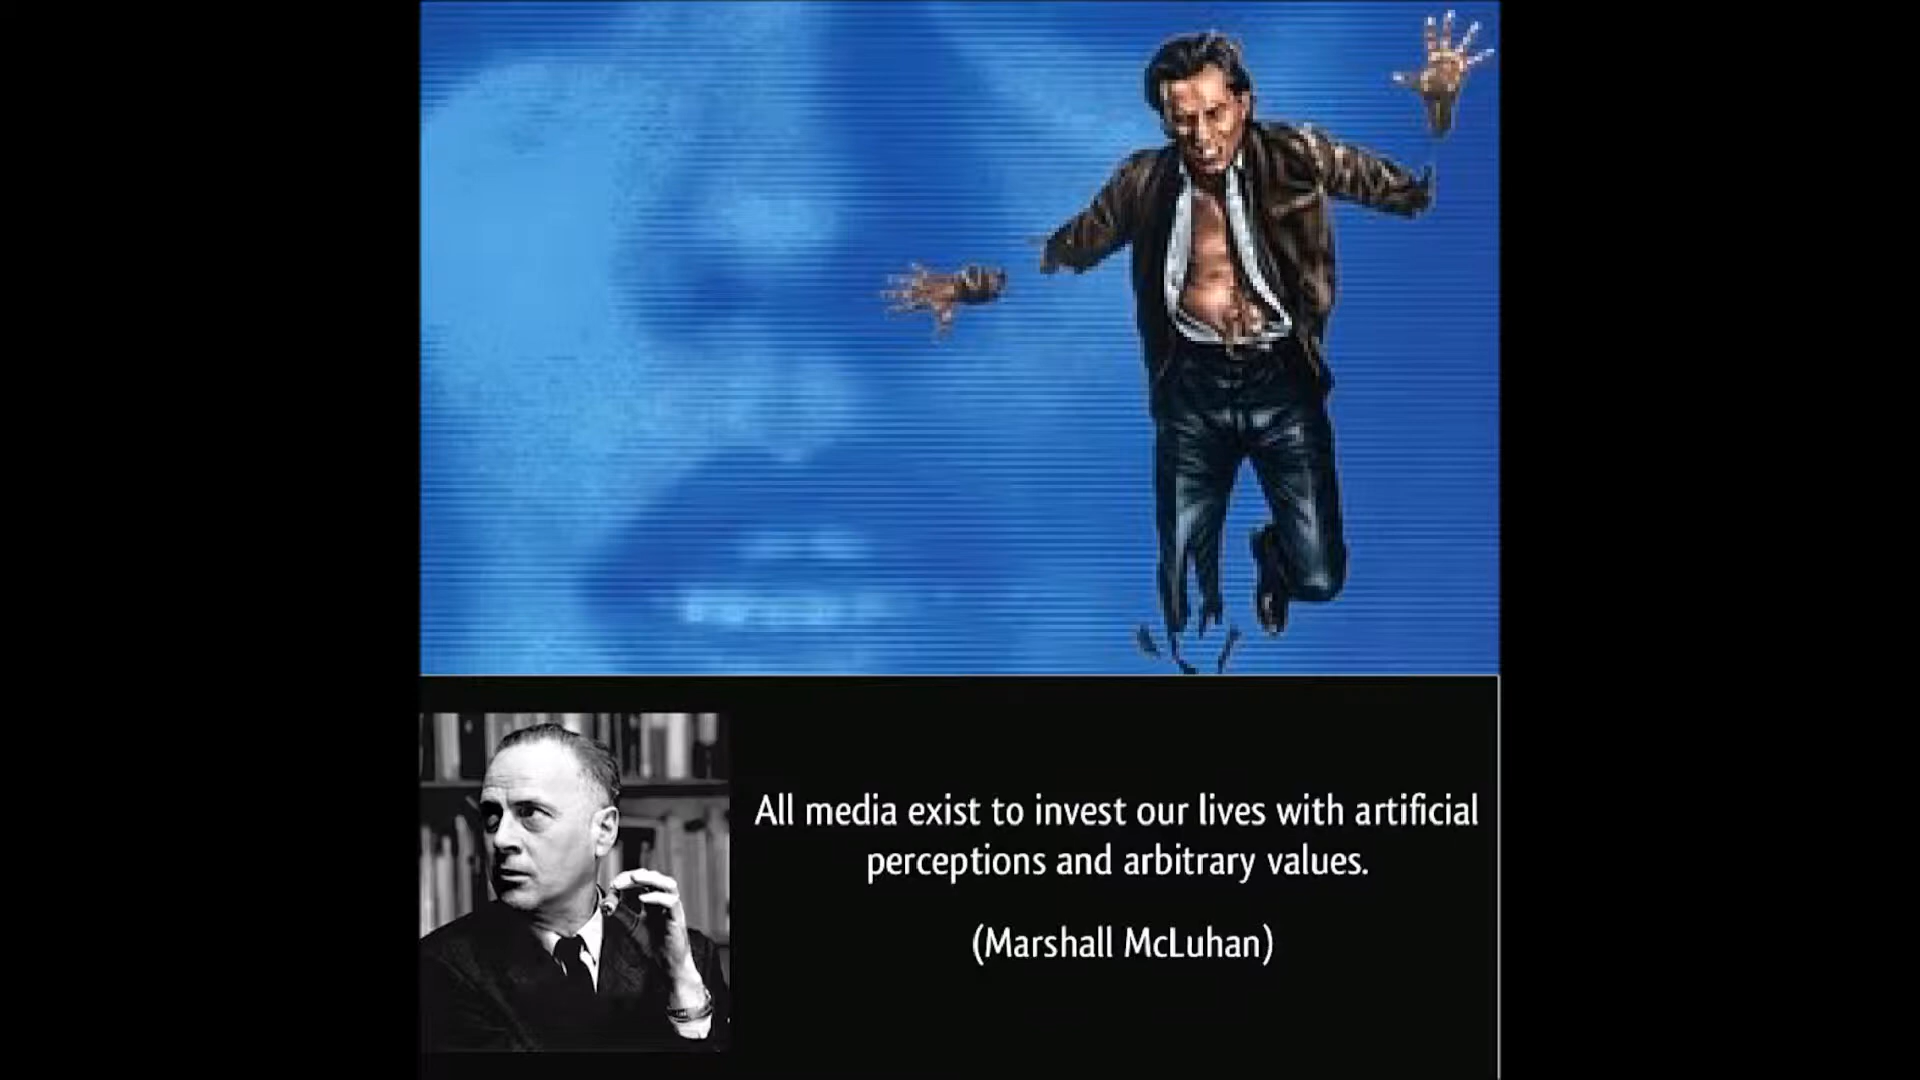 All media exist to invest our lives with artificial
perceptions and arbitrary values.
(Marshall McLuhan)